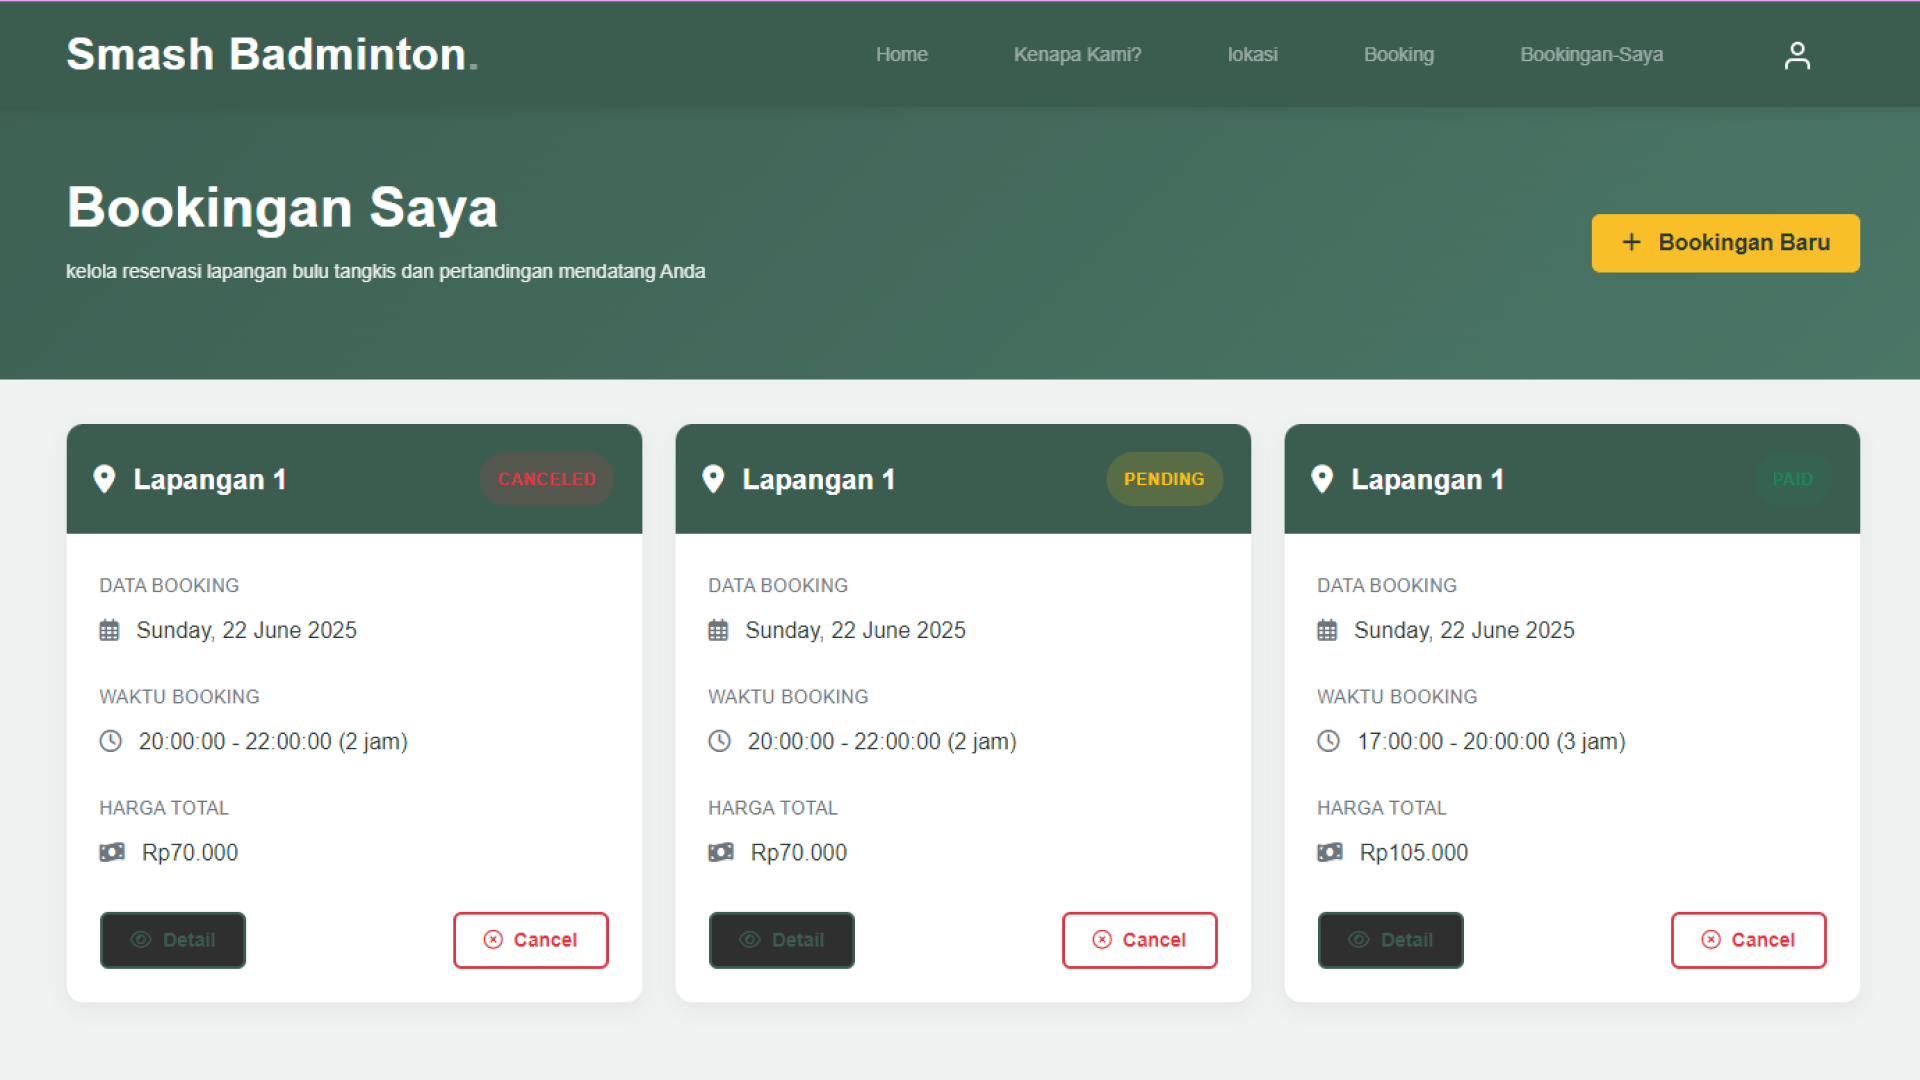 Smash Badminton.
Home Kenapa Kami? lokasi Booking Bookingan-Saya
Bookingan Saya
kelola reservasi lapangan bulu tangkis dan pertandingan mendatang Anda
+ Bookingan Baru
Lapangan 1 CANCELED
DATA BOOKING
Sunday, 22 June 2025
WAKTU BOOKING
20:00:00 - 22:00:00 (2 jam)
HARGA TOTAL
Rp70.000
Detail Cancel
Lapangan 1 PENDING
DATA BOOKING
Sunday, 22 June 2025
WAKTU BOOKING
20:00:00 - 22:00:00 (2 jam)
HARGA TOTAL
Rp70.000
Detail Cancel
Lapangan 1 PAID
DATA BOOKING
Sunday, 22 June 2025
WAKTU BOOKING
17:00:00 - 20:00:00 (3 jam)
HARGA TOTAL
Rp105.000
Detail Cancel